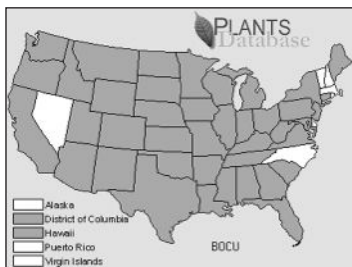 PLANTS
Database
Alaska
District of Columbia
Hawaii
Puerto Rico
Virgin Islands
BOCU